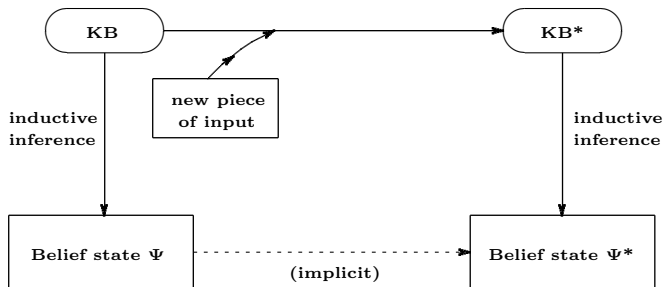 KB
KB*
new piece
of input
inductive
inference
inductive
inference
Belief state Ψ
Belief state Ψ*
(implicit)